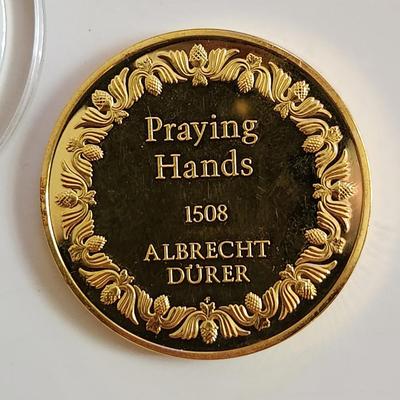 Praying
Hands
1508
ALBRECHT
DÜRER